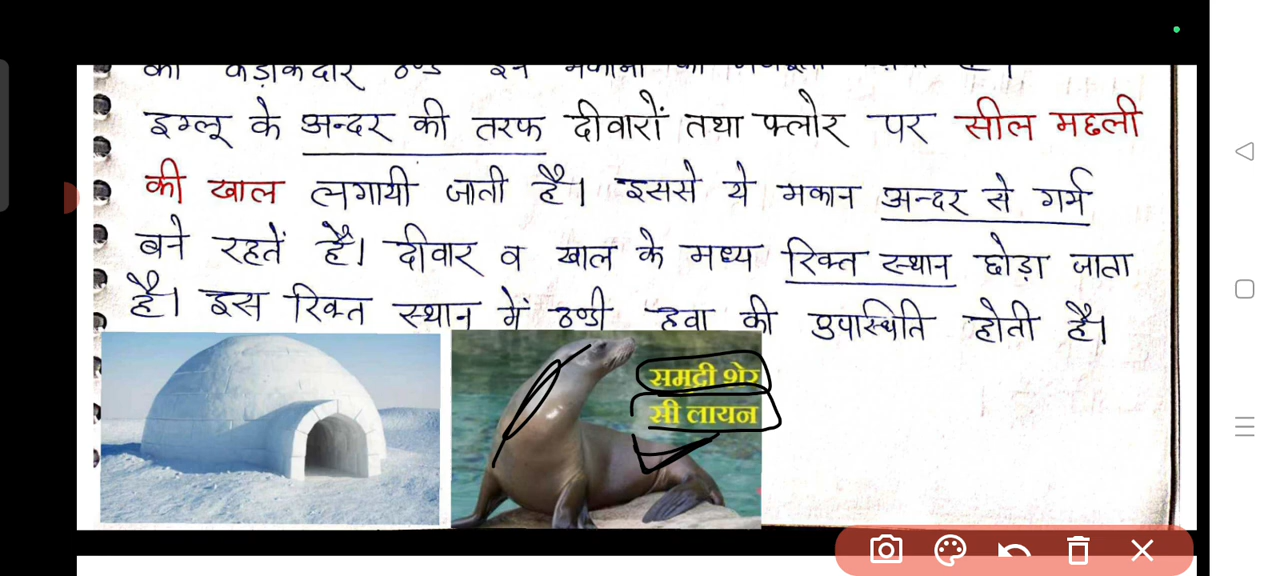 इग्लू के अन्दर की तरफ दीवारों तथा फ्लोर पर सील मछली
की खाल लगायी जाती है। इससे ये मकान अन्दर से गर्म
बने रहतें है। दीवार व खाल के मध्य रिक्त स्थान छोड़ा जाता
है। इस रिक्त स्थान में ठण्डी हवा की उपास्थिति होती है।
समुद्री शेर
सी लायन